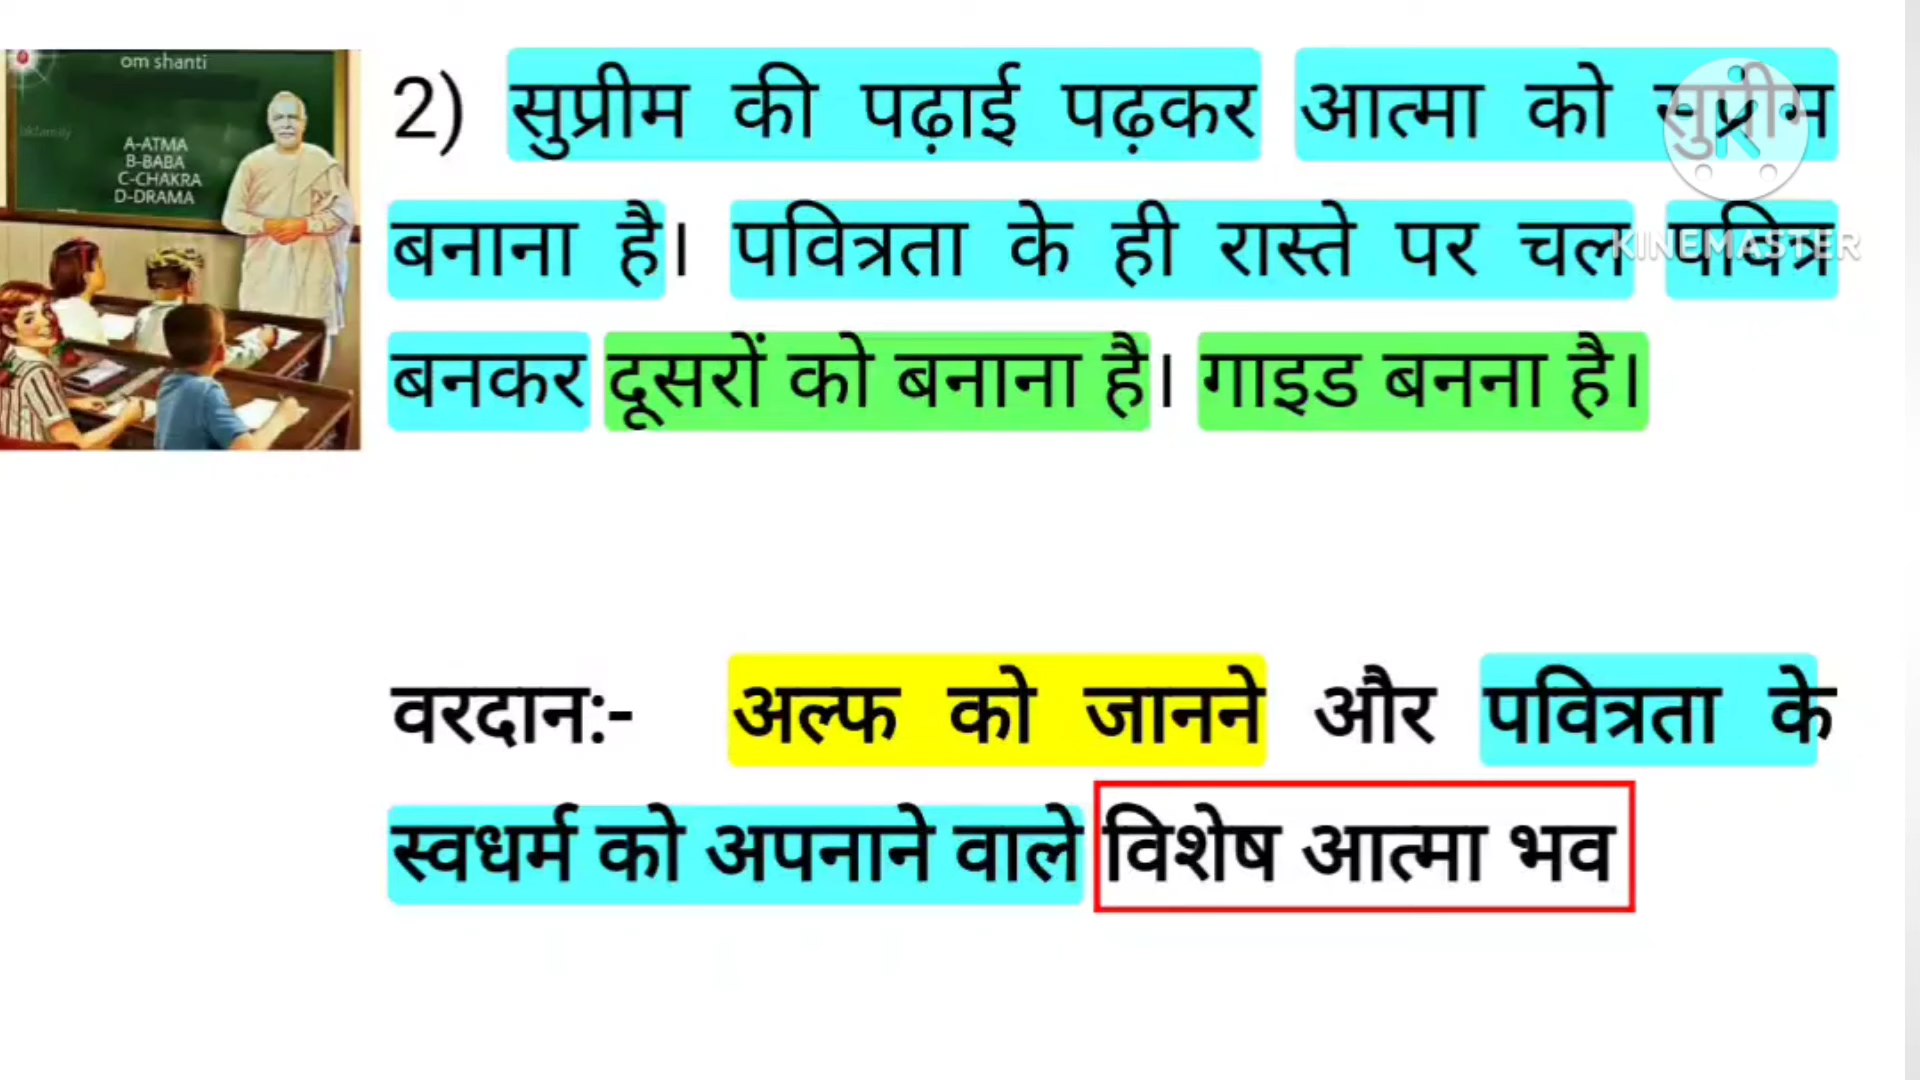 om shanti
A-ATMA
B-BABA
C-CHAKRA
D-DRAMA
2) सुप्रीम की पढ़ाई पढ़कर आत्मा को सुप्रीम
बनाना है। पवित्रता के ही रास्ते पर चल पवित्र
बनकर दूसरों को बनाना है। गाइड बनना है।
KINEMASTER
वरदान:- अल्फ को जानने और पवित्रता के
स्वधर्म को अपनाने वाले विशेष आत्मा भव